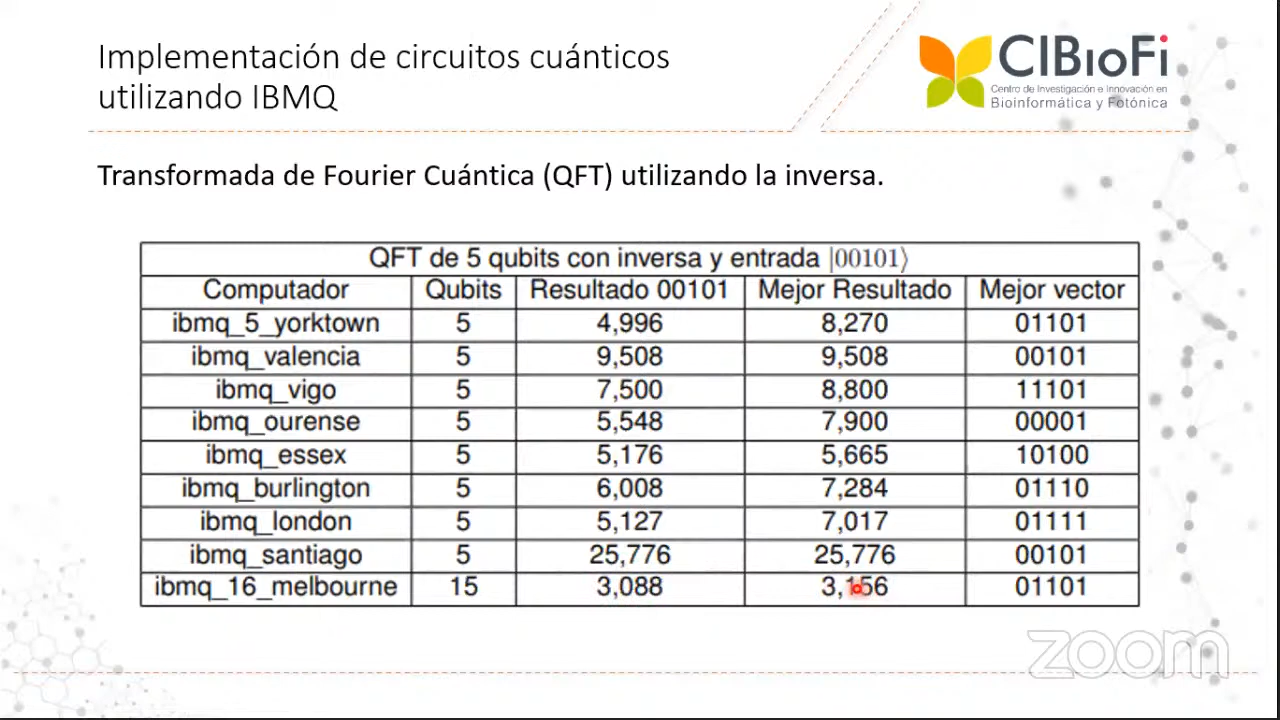 Implementación de circuitos cuánticos
utilizando IBMQ
CIBioFi
Centro de Investigación e Innovación en
Bioinformática y Fotónica
Transformada de Fourier Cuántica (QFT) utilizando la inversa.
QFT de 5 qubits con inversa y entrada |00101⟩
Computador Qubits Resultado 00101 Mejor Resultado Mejor vector
ibmq_5_yorktown 5 4,996 8,270 01101
ibmq_valencia 5 9,508 9,508 00101
ibmq_vigo 5 7,500 8,800 11101
ibmq_ourense 5 5,548 7,900 00001
ibmq_essex 5 5,176 5,665 10100
ibmq_burlington 5 6,008 7,284 01110
ibmq_london 5 5,127 7,017 01111
ibmq_santiago 5 25,776 25,776 00101
ibmq_16_melbourne 15 3,088 3,156 01101
zoom